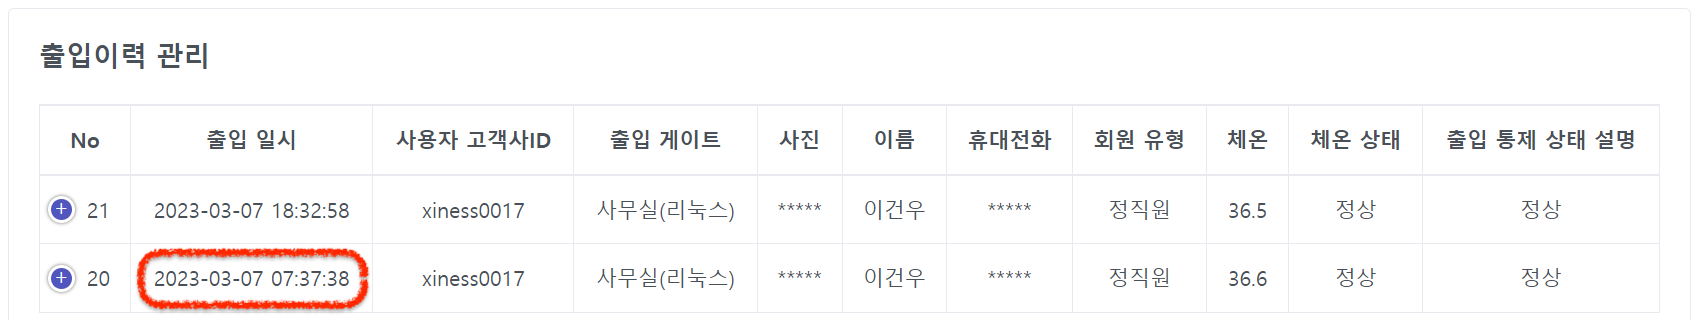 출입이력 관리
No 출입 일시 사용자 고객사ID 출입 게이트 사진 이름 휴대전화 회원 유형 체온 체온 상태 출입 통제 상태 설명
+ 21 2023-03-07 18:32:58 xiness0017 사무실(리눅스) ***** 이건우 ***** 정직원 36.5 정상 정상
+ 20 2023-03-07 07:37:38 xiness0017 사무실(리눅스) ***** 이건우 ***** 정직원 36.6 정상 정상